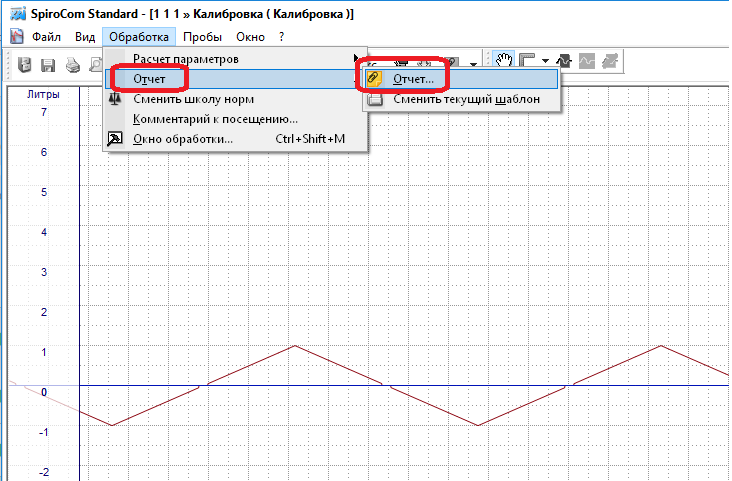 SpiroCom Standard - [1 1 1 » Калибровка ( Калибровка )]
Файл Вид Обработка Пробы Окно ?
Расчет параметров
Отчет
Сменить школу норм
Комментарий к посещению...
Окно обработки... Ctrl+Shift+M
Отчет...
Сменить текущий шаблон
Литры
7
6
5
4
3
2
1
0
-1
-2